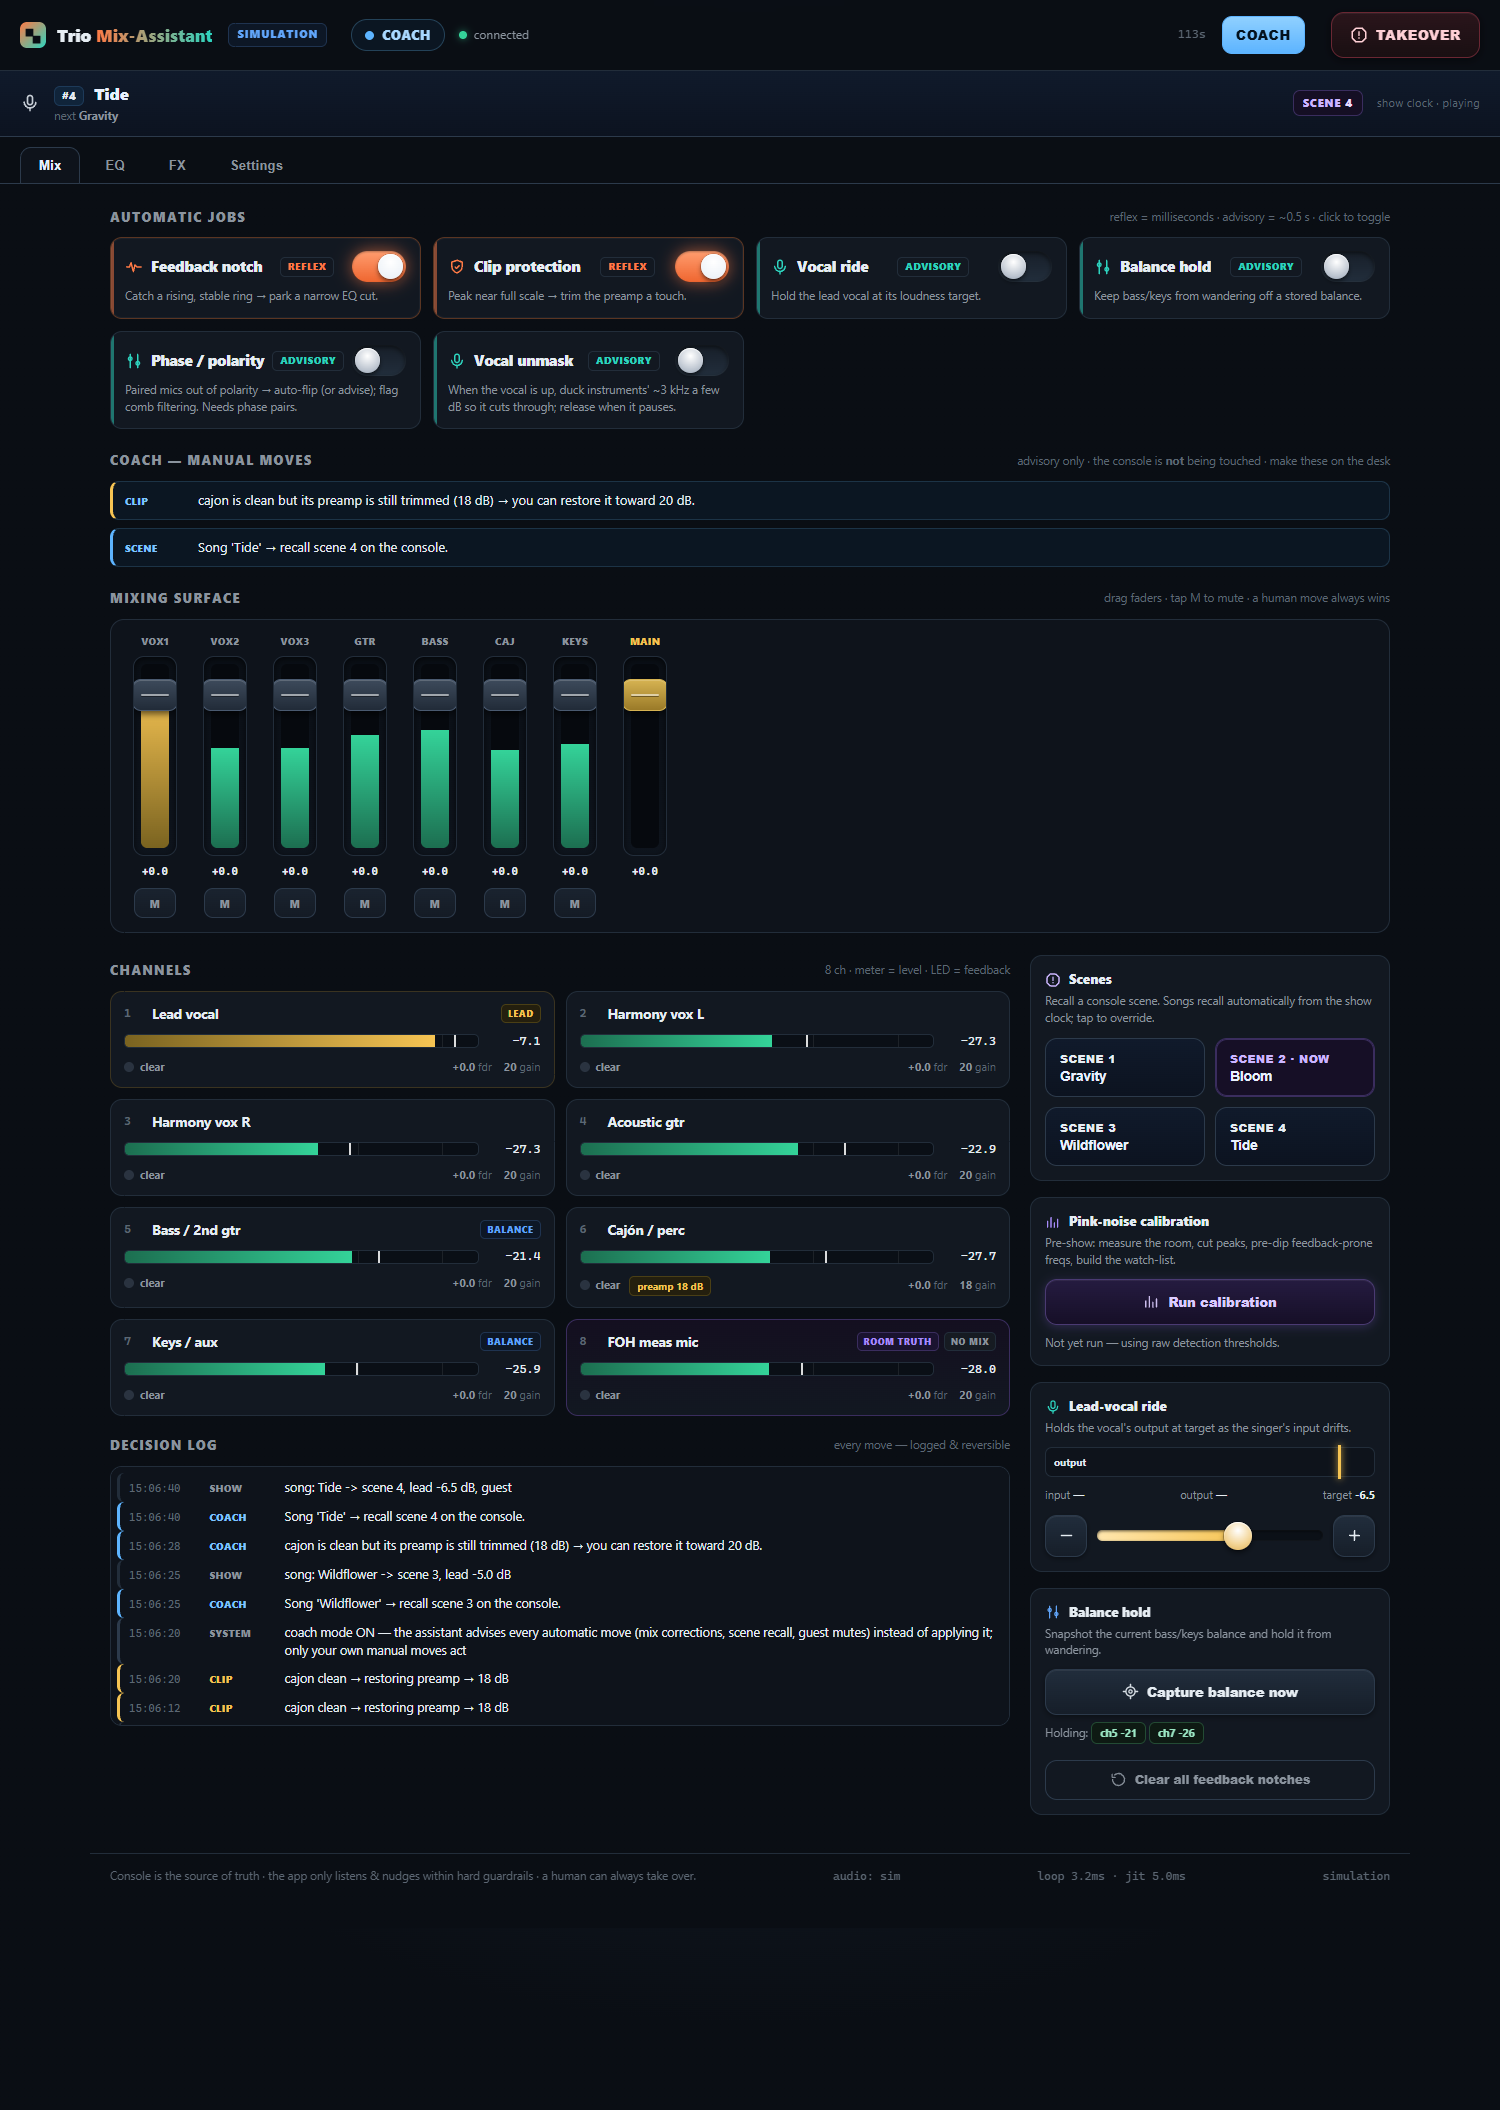 Trio Mix-Assistant SIMULATION COACH connected 113s COACH TAKEOVER
#4 Tide
next Gravity
SCENE 4 show clock · playing
Mix EQ FX Settings
AUTOMATIC JOBS reflex = milliseconds · advisory = ~0.5 s · click to toggle
Feedback notch REFLEX
Catch a rising, stable ring → park a narrow EQ cut.
Clip protection REFLEX
Peak near full scale → trim the preamp a touch.
Vocal ride ADVISORY
Hold the lead vocal at its loudness target.
Balance hold ADVISORY
Keep bass/keys from wandering off a stored balance.
Phase / polarity ADVISORY
Paired mics out of polarity → auto-flip (or advise); flag
comb filtering. Needs phase pairs.
Vocal unmask ADVISORY
When the vocal is up, duck instruments' ~3 kHz a few
dB so it cuts through; release when it pauses.
COACH — MANUAL MOVES advisory only · the console is not being touched · make these on the desk
CLIP cajon is clean but its preamp is still trimmed (18 dB) → you can restore it toward 20 dB.
SCENE Song 'Tide' → recall scene 4 on the console.
MIXING SURFACE drag faders · tap M to mute · a human move always wins
VOX1 VOX2 VOX3 GTR BASS CAJ KEYS MAIN
+0.0 +0.0 +0.0 +0.0 +0.0 +0.0 +0.0 +0.0
M M M M M M M
CHANNELS 8 ch · meter = level · LED = feedback
1 Lead vocal LEAD
−7.1
clear +0.0 fdr 20 gain
2 Harmony vox L
−27.3
clear +0.0 fdr 20 gain
3 Harmony vox R
−27.3
clear +0.0 fdr 20 gain
4 Acoustic gtr
−22.9
clear +0.0 fdr 20 gain
5 Bass / 2nd gtr BALANCE
−21.4
clear +0.0 fdr 20 gain
6 Cajón / perc
−27.7
clear preamp 18 dB +0.0 fdr 18 gain
7 Keys / aux BALANCE
−25.9
clear +0.0 fdr 20 gain
8 FOH meas mic ROOM TRUTH NO MIX
−28.0
clear +0.0 fdr 20 gain
DECISION LOG every move — logged & reversible
15:06:40 SHOW song: Tide -> scene 4, lead -6.5 dB, guest
15:06:40 COACH Song 'Tide' → recall scene 4 on the console.
15:06:28 COACH cajon is clean but its preamp is still trimmed (18 dB) → you can restore it toward 20 dB.
15:06:25 SHOW song: Wildflower -> scene 3, lead -5.0 dB
15:06:25 COACH Song 'Wildflower' → recall scene 3 on the console.
15:06:20 SYSTEM coach mode ON — the assistant advises every automatic move (mix corrections, scene recall, guest mutes) instead of applying it;
only your own manual moves act
15:06:20 CLIP cajon clean → restoring preamp → 18 dB
15:06:12 CLIP cajon clean → restoring preamp → 18 dB
Scenes
Recall a console scene. Songs recall automatically from the show
clock; tap to override.
SCENE 1
Gravity
SCENE 2 · NOW
Bloom
SCENE 3
Wildflower
SCENE 4
Tide
Pink-noise calibration
Pre-show: measure the room, cut peaks, pre-dip feedback-prone
freqs, build the watch-list.
Run calibration
Not yet run — using raw detection thresholds.
Lead-vocal ride
Holds the vocal's output at target as the singer's input drifts.
output
input — output — target -6.5
− +
Balance hold
Snapshot the current bass/keys balance and hold it from
wandering.
Capture balance now
Holding: ch5 -21 ch7 -26
Clear all feedback notches
Console is the source of truth · the app only listens & nudges within hard guardrails · a human can always take over. audio: sim loop 3.2ms · jit 5.0ms simulation